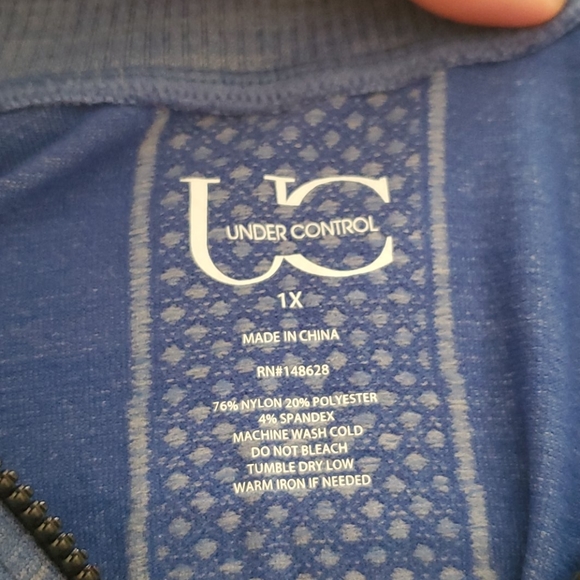 UC
UNDER CONTROL
1X
MADE IN CHINA
RN#148628
76% NYLON 20% POLYESTER
4% SPANDEX
MACHINE WASH COLD
DO NOT BLEACH
TUMBLE DRY LOW
WARM IRON IF NEEDED